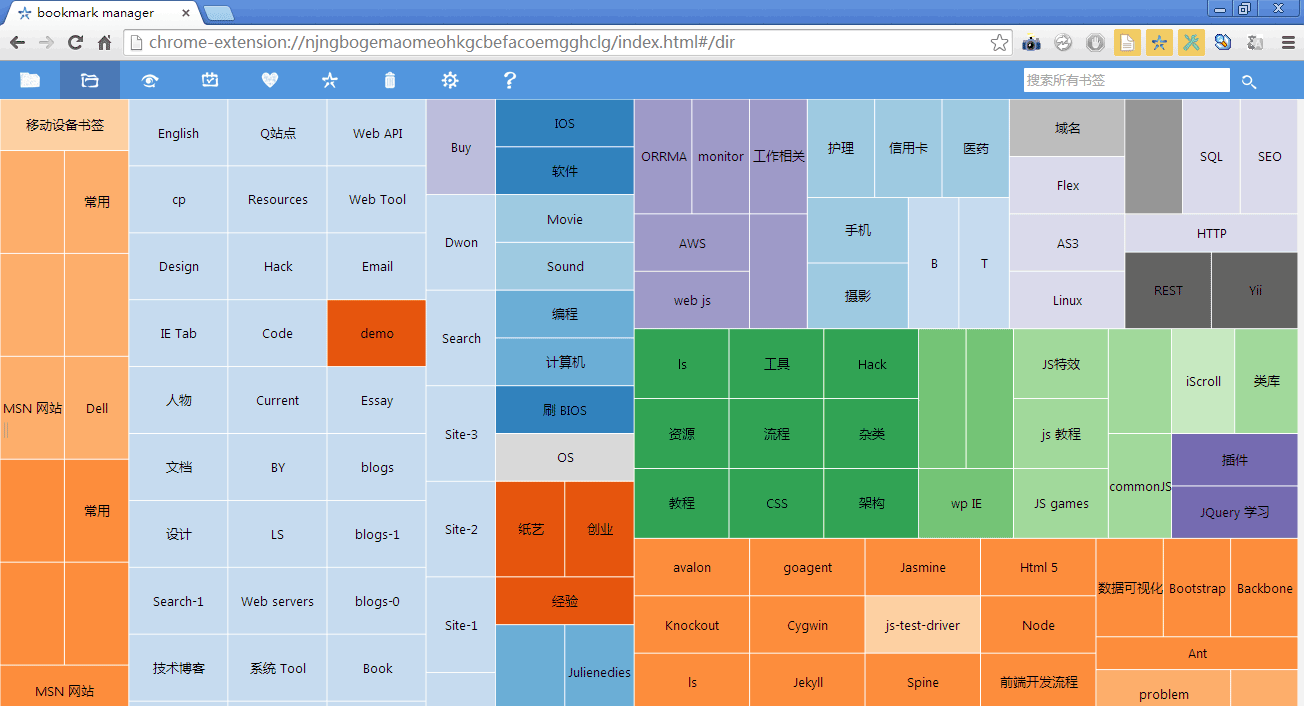 bookmark manager
chrome-extension://njngbogemaomeohkgcbefacoemgghclg/index.html#/dir
搜索所有书签
移动设备书签
常用
MSN 网站
Dell
常用
MSN 网站
English
Q站点
Web API
cp
Resources
Web Tool
Design
Hack
Email
IE Tab
Code
demo
人物
Current
Essay
文档
BY
blogs
设计
LS
blogs-1
Search-1
Web servers
blogs-0
技术博客
系统 Tool
Book
Buy
Dwon
Search
Site-3
Site-2
Site-1
IOS
软件
Movie
Sound
编程
计算机
刷 BIOS
OS
纸艺
创业
经验
Julienedies
ORRMA
monitor
工作相关
AWS
web js
护理
信用卡
医药
手机
摄影
B
T
域名
Flex
AS3
Linux
SQL
SEO
HTTP
REST
Yii
ls
工具
Hack
资源
流程
杂类
教程
CSS
架构
wp IE
JS特效
js 教程
JS games
commonJS
iScroll
类库
插件
JQuery 学习
avalon
goagent
Jasmine
Html 5
Knockout
Cygwin
js-test-driver
Node
ls
Jekyll
Spine
前端开发流程
数据可视化
Bootstrap
Backbone
Ant
problem